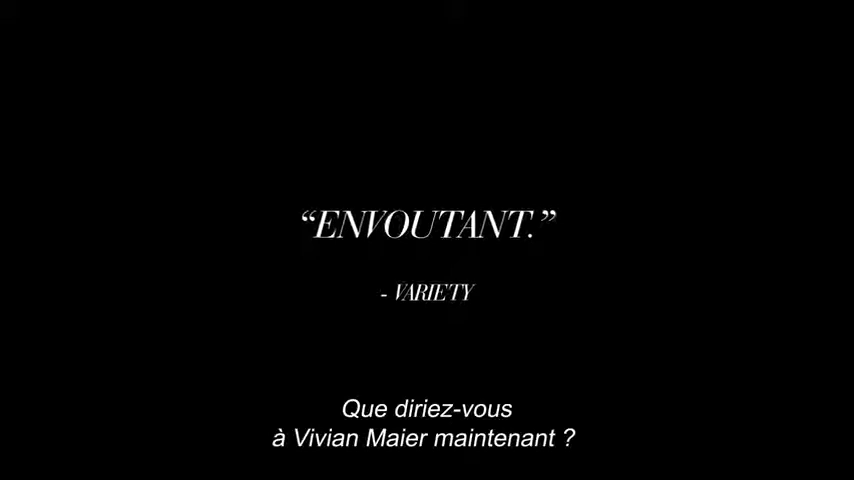 “ENVOUTANT.”
- VARIETY
Que diriez-vous
à Vivian Maier maintenant ?